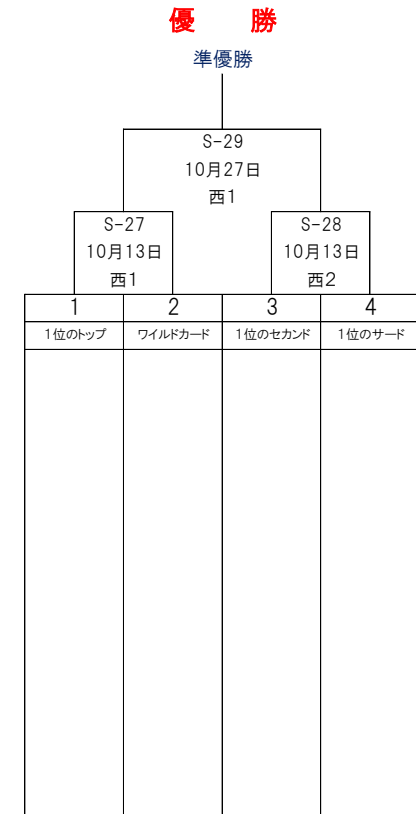 優　勝
準優勝
S-29
10月27日
西1
S-27
10月13日
西1
S-28
10月13日
西2
1 2 3 4
1位のトップ ワイルドカード 1位のセカンド 1位のサード